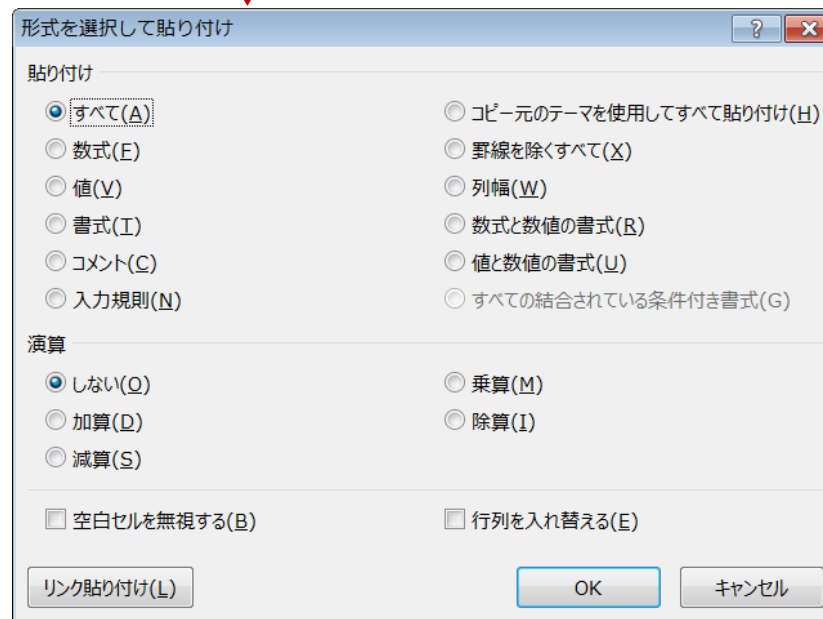 形式を選択して貼り付け
貼り付け
すべて(A) コピー元のテーマを使用してすべて貼り付け(H)
数式(F) 罫線を除くすべて(X)
値(V) 列幅(W)
書式(T) 数式と数値の書式(R)
コメント(C) 値と数値の書式(U)
入力規則(N) すべての結合されている条件付き書式(G)
演算
しない(O) 乗算(M)
加算(D) 除算(I)
減算(S)
空白セルを無視する(B) 行列を入れ替える(E)
リンク貼り付け(L) OK キャンセル